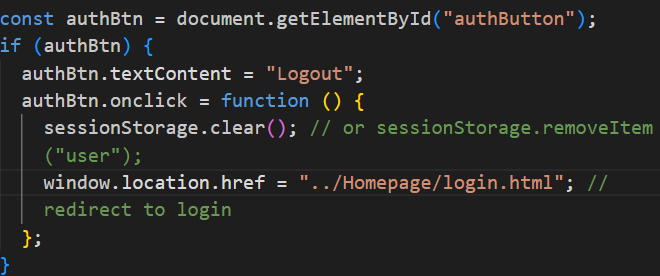 const authBtn = document.getElementById("authButton");
if (authBtn) {
authBtn.textContent = "Logout";
authBtn.onclick = function () {
sessionStorage.clear(); // or sessionStorage.removeItem
("user");
window.location.href = "../Homepage/login.html"; //
redirect to login
};
}